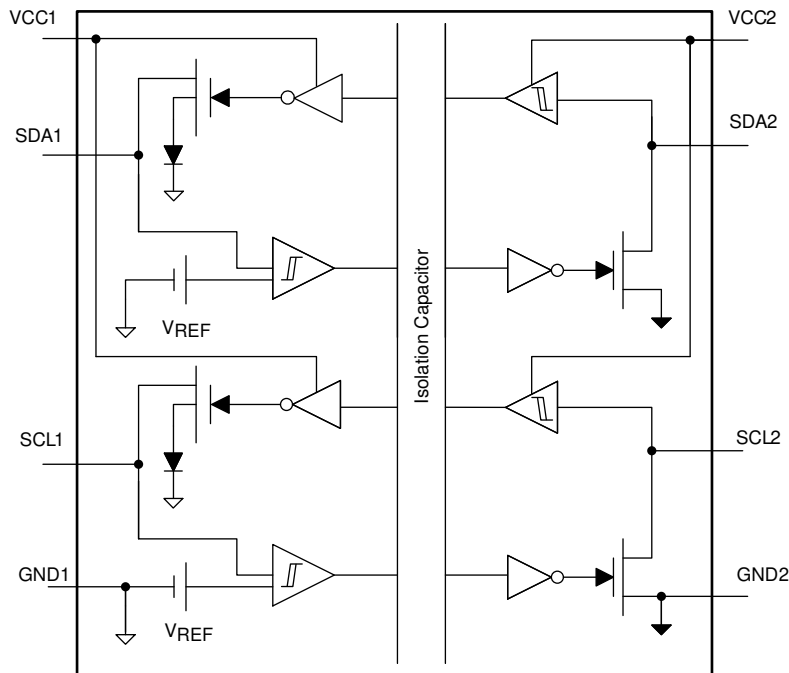 VCC1
VCC2
SDA1
SDA2
VREF
Isolation Capacitor
SCL1
SCL2
GND1
GND2
VREF